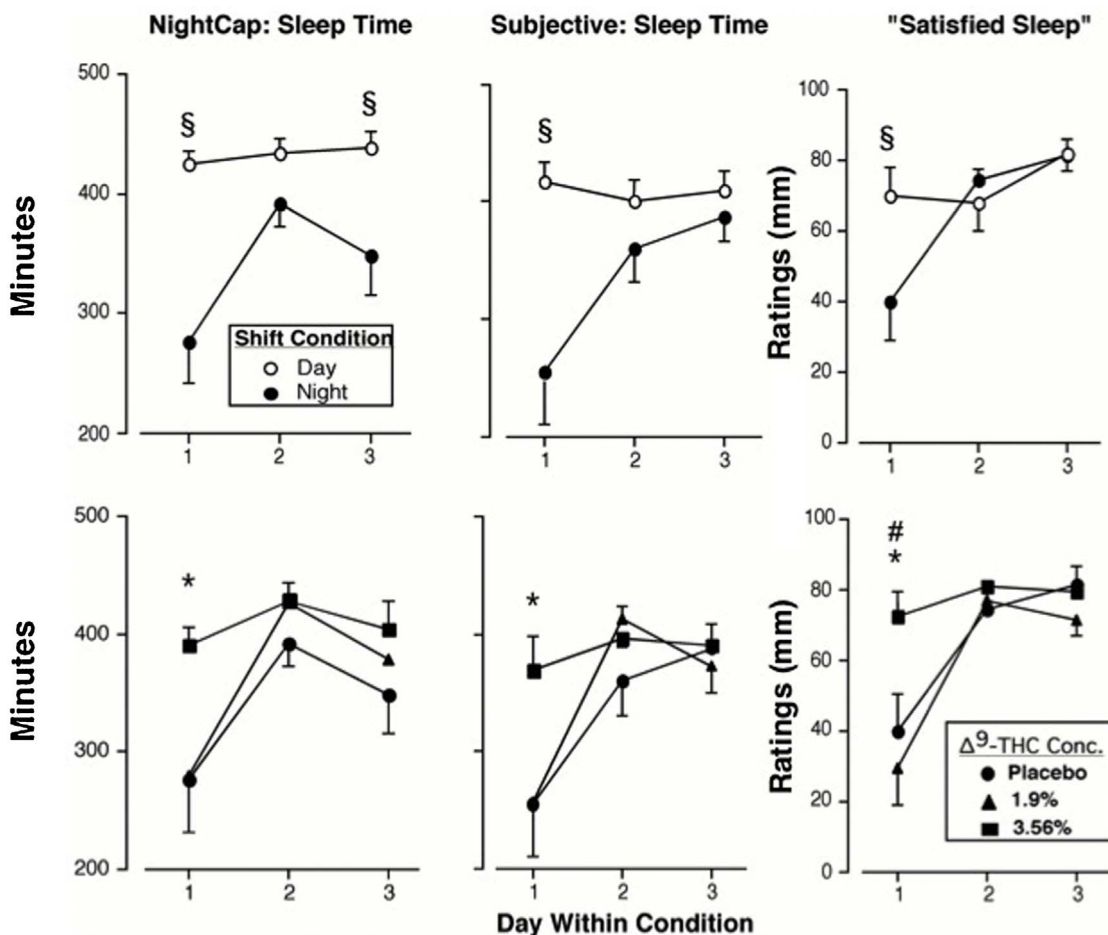 NightCap: Sleep Time
Subjective: Sleep Time
"Satisfied Sleep"
Minutes
500
400
300
200
§
§
Shift Condition
Day
Night
1 2 3
§
1 2 3
Ratings (mm)
100
80
60
40
20
0
§
1 2 3
Minutes
500
400
300
200
*
1 2 3
*
1 2 3
Day Within Condition
Ratings (mm)
100
80
60
40
20
0
#
*
Δ⁹-THC Conc.
Placebo
1.9%
3.56%
1 2 3